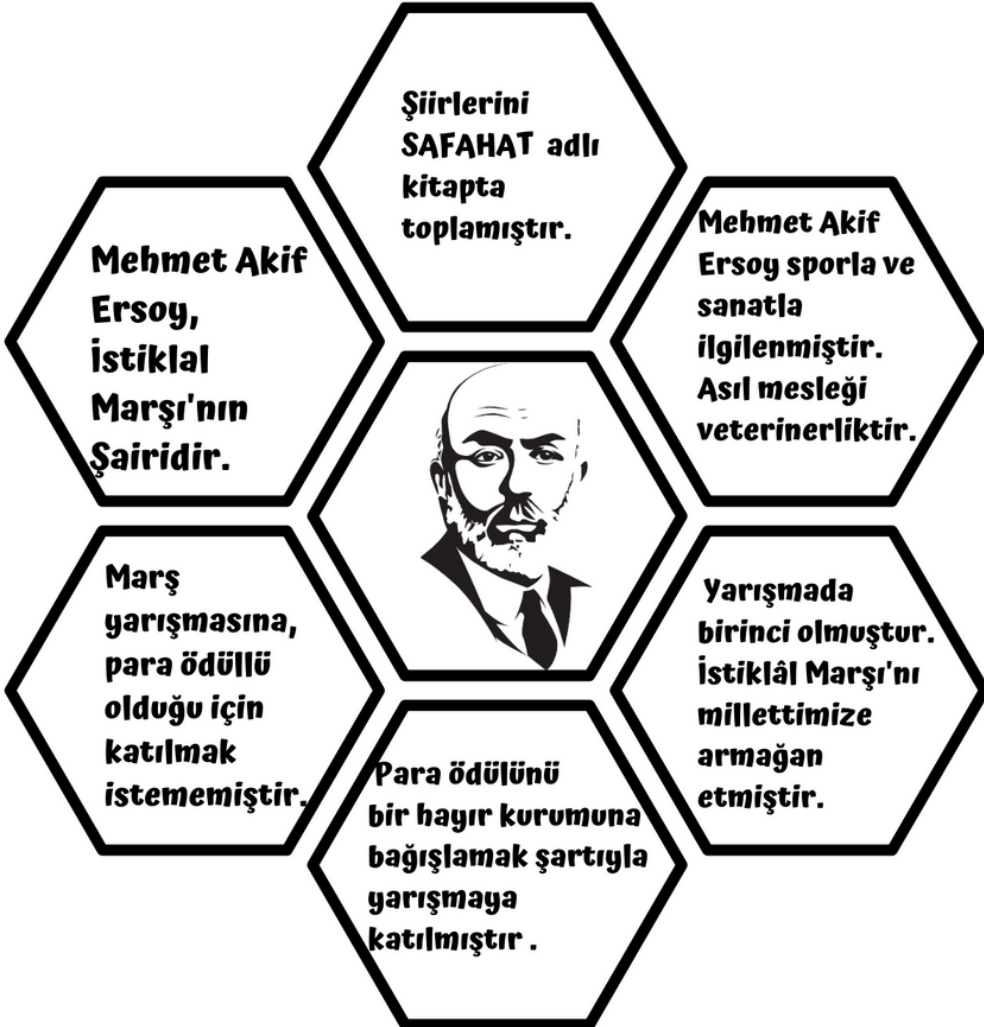 Şiirlerini
SAFAHAT adlı
kitapta
toplamıştır.
Mehmet Akif
Ersoy,
İstiklal
Marşı'nın
Şairidir.
Mehmet Akif
Ersoy sporla ve
sanatla
ilgilenmiştir.
Asıl mesleği
veterinerliktir.
Marş
yarışmasına,
para ödüllü
olduğu için
katılmak
istememiştir.
Yarışmada
birinci olmuştur.
İstiklâl Marşı'nı
millettimize
armağan
etmiştir.
Para ödülünü
bir hayır kurumuna
bağışlamak şartıyla
yarışmaya
katılmıştır .